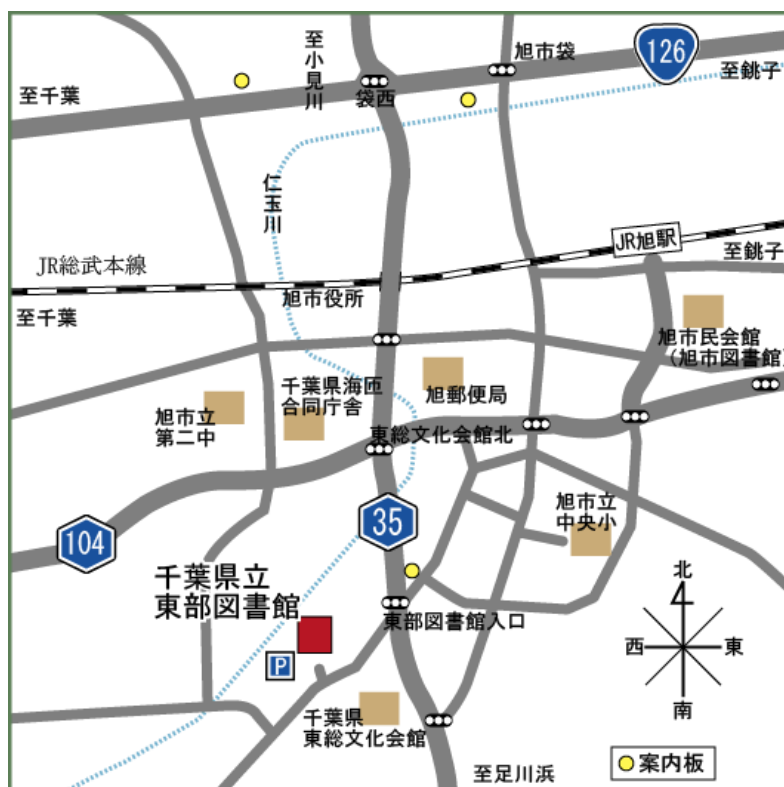 至小見川
旭市袋
126
至千葉
袋西
至銚子
仁玉川
JR旭駅
JR総武本線
至銚子
至千葉
旭市役所
旭市民会館
（旭市図書館）
千葉県海匝
合同庁舎
旭郵便局
旭市立
第二中
東総文化会館北
旭市立
中央小
35
104
千葉県立
東部図書館
北
東部図書館入口
西
東
P
南
千葉県
東総文化会館
至足川浜
案内板